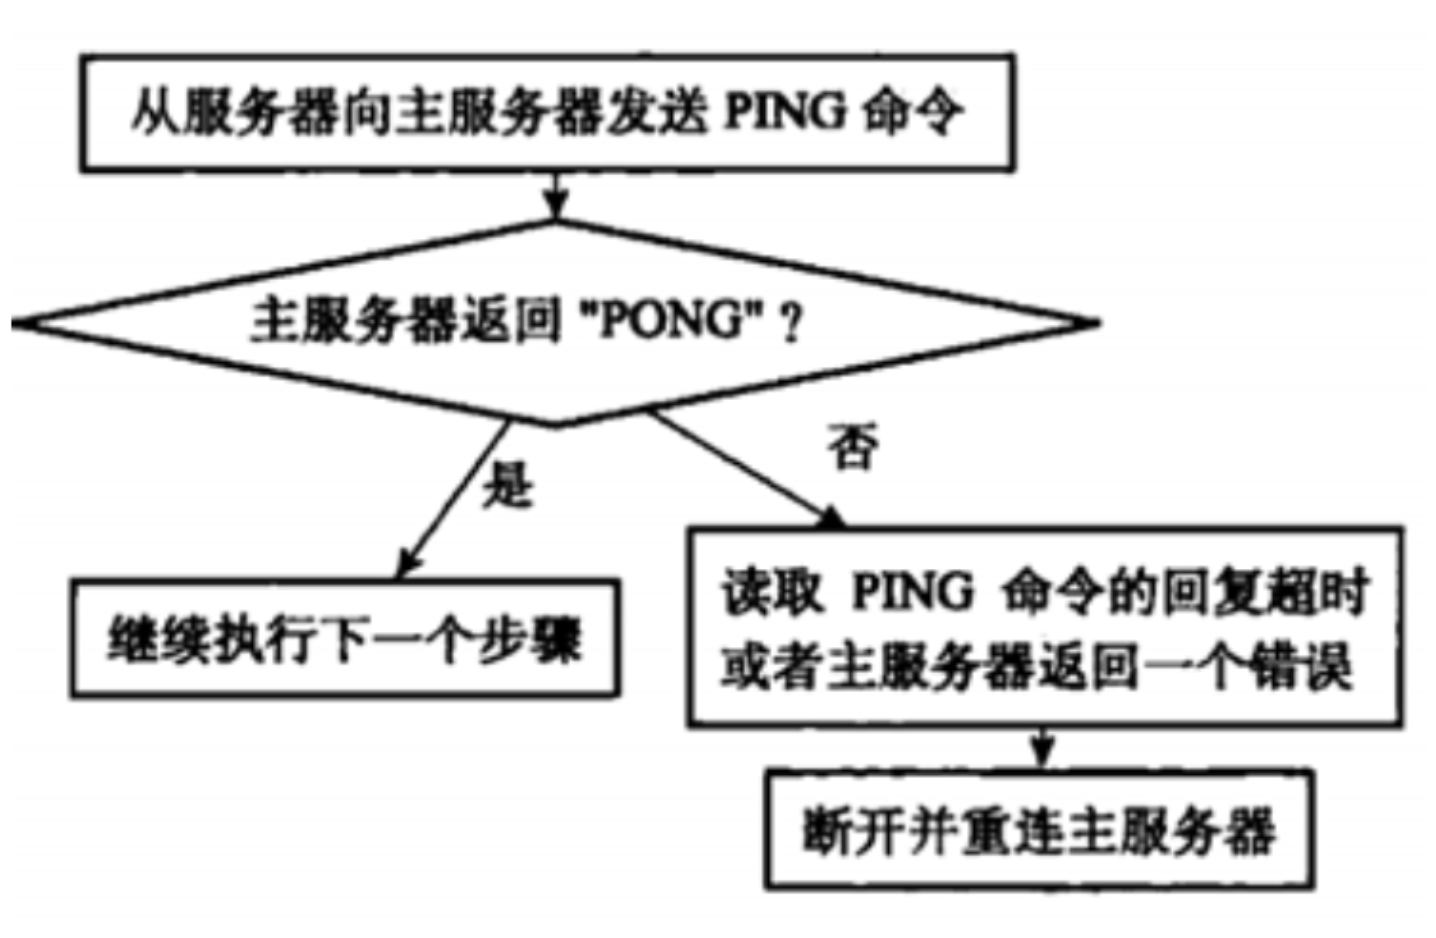 从服务器向主服务器发送 PING 命令
主服务器返回 "PONG" ?
是
否
继续执行下一个步骤
读取 PING 命令的回复超时
或者主服务器返回一个错误
断开并重连主服务器